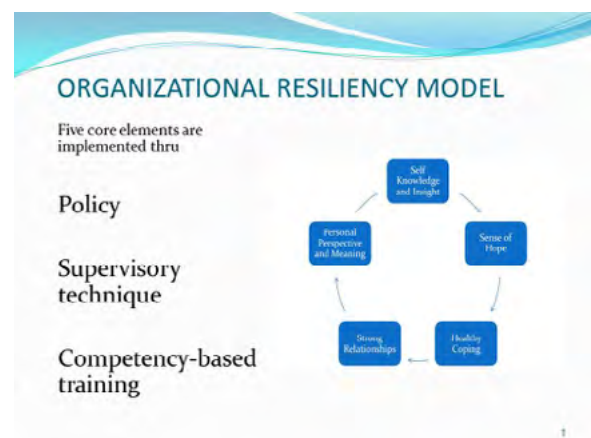 ORGANIZATIONAL RESILIENCY MODEL
Five core elements are
implemented thru
Policy
Supervisory
technique
Competency-based
training
Self
Knowledge
and Insight
Sense of
Hope
Healthy
Coping
Strong
Relationships
Personal
Perspective
and Meaning
1